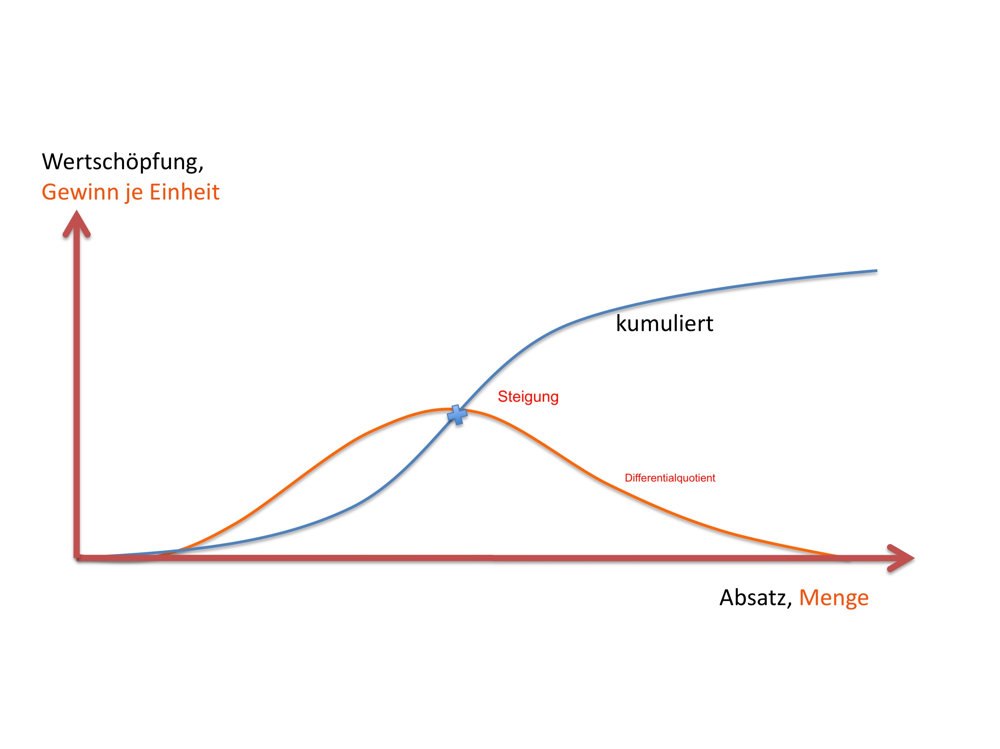 Wertschöpfung,
Gewinn je Einheit
kumuliert
Steigung
Differentialquotient
Absatz, Menge